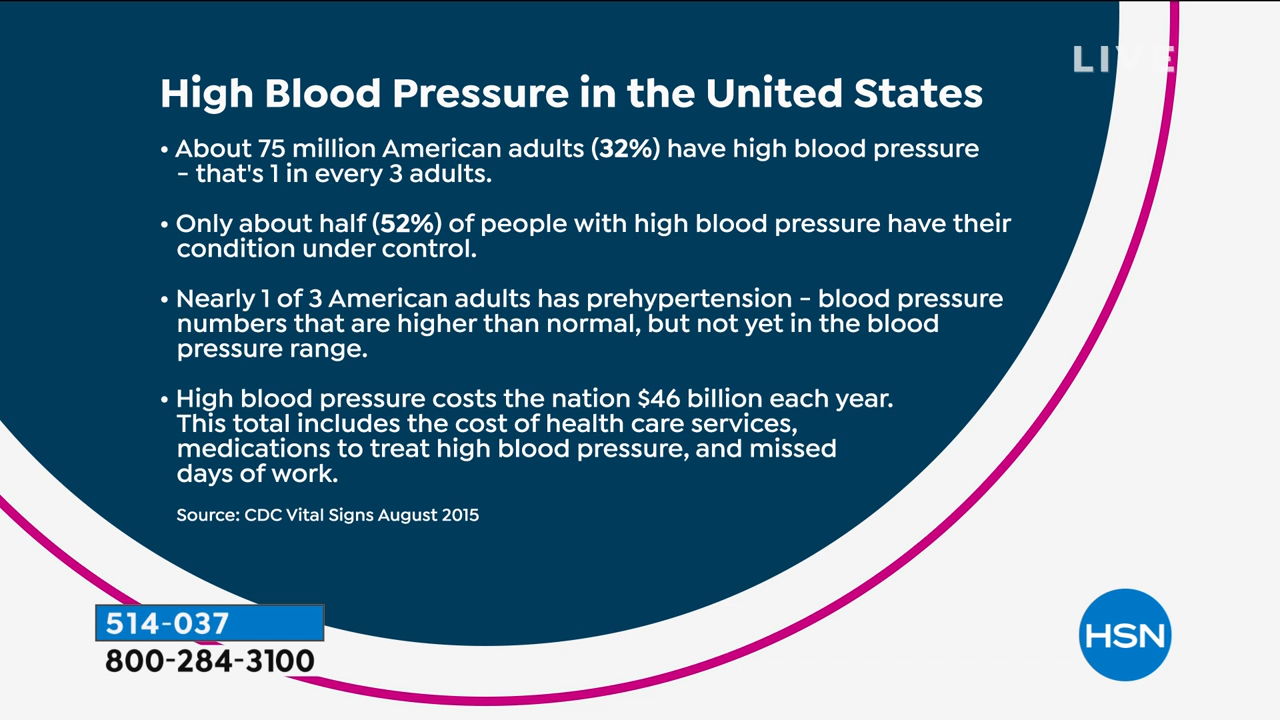 LIVE
High Blood Pressure in the United States
• About 75 million American adults (32%) have high blood pressure
- that's 1 in every 3 adults.
• Only about half (52%) of people with high blood pressure have their
condition under control.
• Nearly 1 of 3 American adults has prehypertension - blood pressure
numbers that are higher than normal, but not yet in the blood
pressure range.
• High blood pressure costs the nation $46 billion each year.
This total includes the cost of health care services,
medications to treat high blood pressure, and missed
days of work.
Source: CDC Vital Signs August 2015
514-037
800-284-3100
HSN